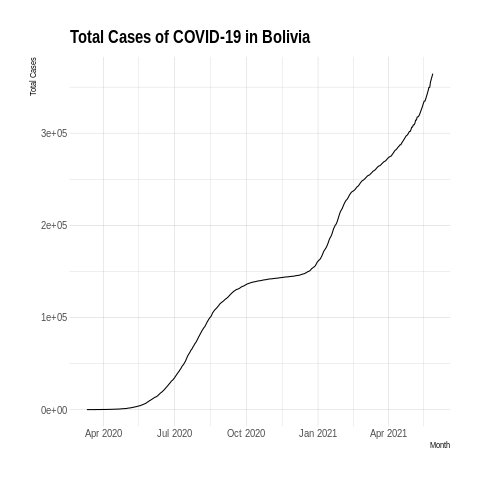 Total Cases of COVID-19 in Bolivia
Total Cases
3e+05
2e+05
1e+05
0e+00
Apr 2020 Jul 2020 Oct 2020 Jan 2021 Apr 2021
Month